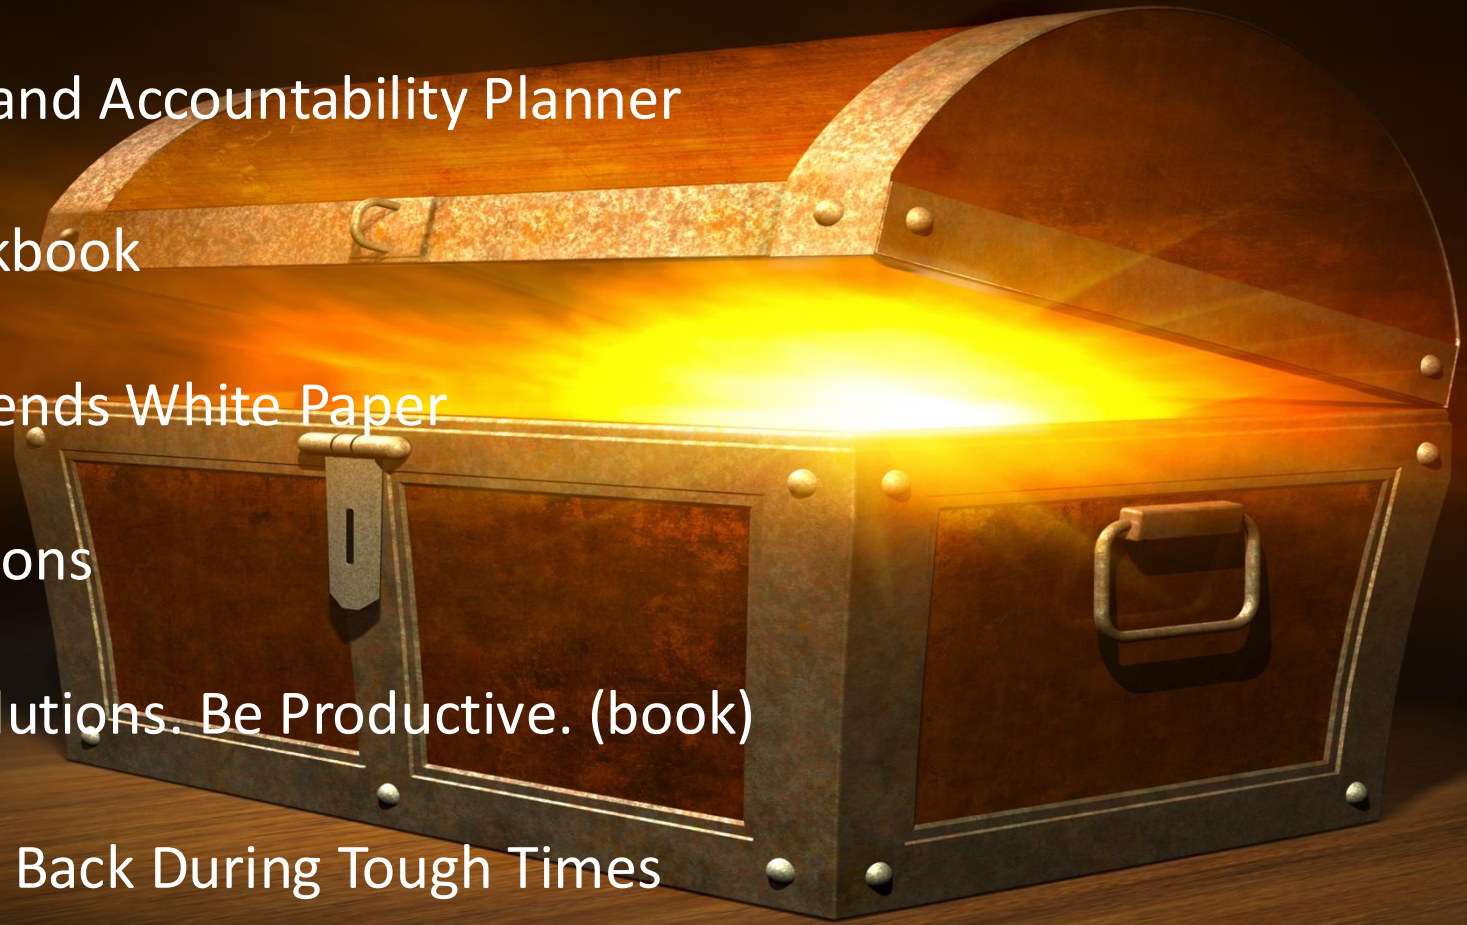 and Accountability Planner
kbook
ends White Paper
ons
lutions. Be Productive. (book)
Back During Tough Times